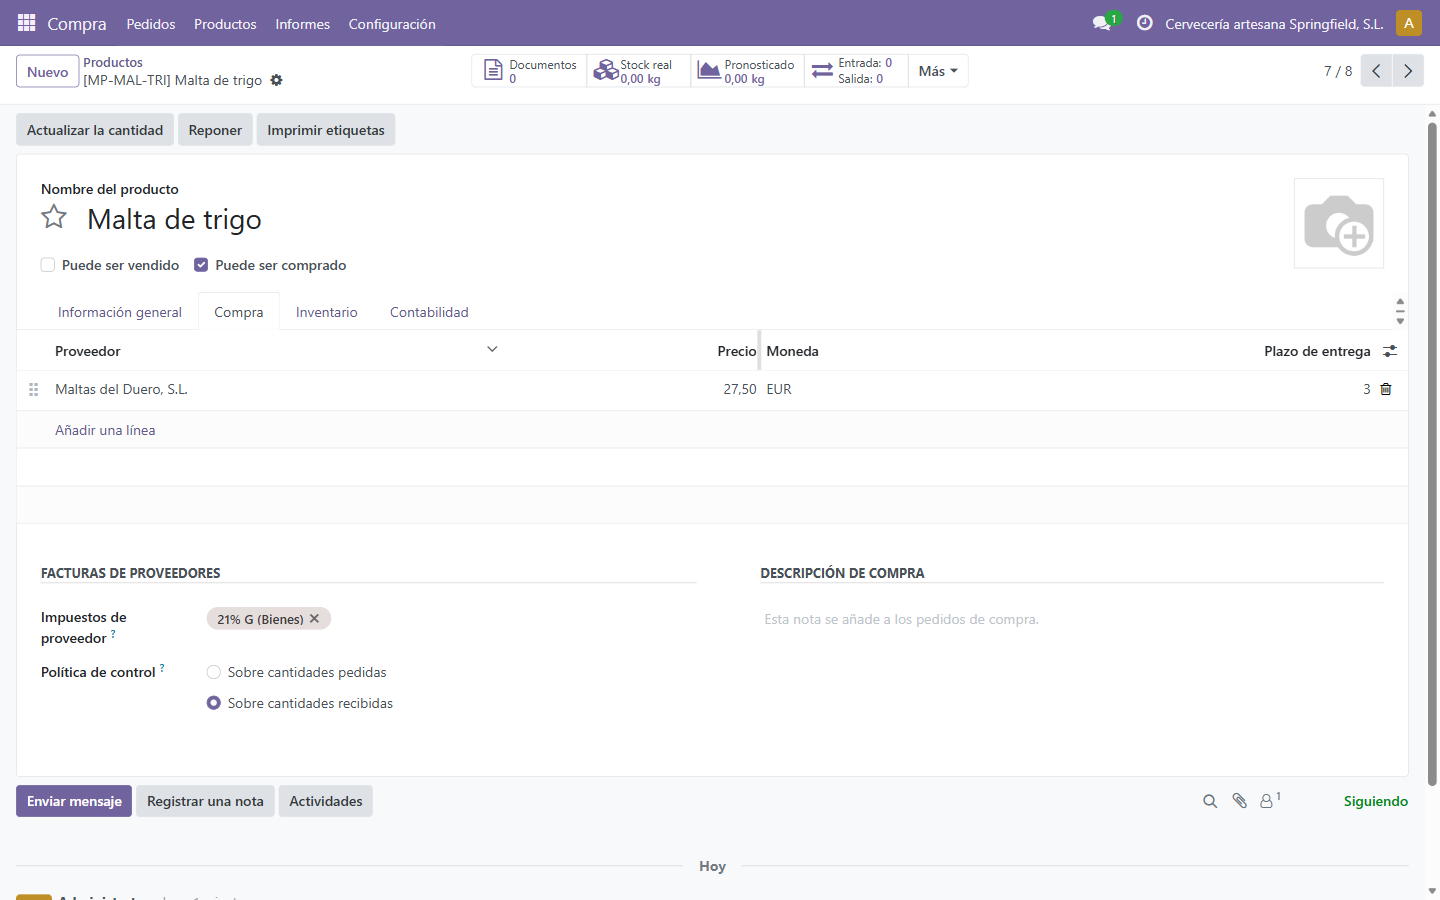 Compra
Pedidos
Productos
Informes
Configuración
1
Cervecería artesana Springfield, S.L.
A
Nuevo
Productos
[MP-MAL-TRI] Malta de trigo
Documentos
0
Stock real
0,00 kg
Pronosticado
0,00 kg
Entrada: 0
Salida: 0
Más
7 / 8
Actualizar la cantidad
Reponer
Imprimir etiquetas
Nombre del producto
Malta de trigo
Puede ser vendido
Puede ser comprado
Información general
Compra
Inventario
Contabilidad
Proveedor
Precio
Moneda
Plazo de entrega
Maltas del Duero, S.L.
27,50
EUR
3
Añadir una línea
FACTURAS DE PROVEEDORES
DESCRIPCIÓN DE COMPRA
Impuestos de
proveedor ?
21% G (Bienes)
Esta nota se añade a los pedidos de compra.
Política de control ?
Sobre cantidades pedidas
Sobre cantidades recibidas
Enviar mensaje
Registrar una nota
Actividades
1
Siguiendo
Hoy